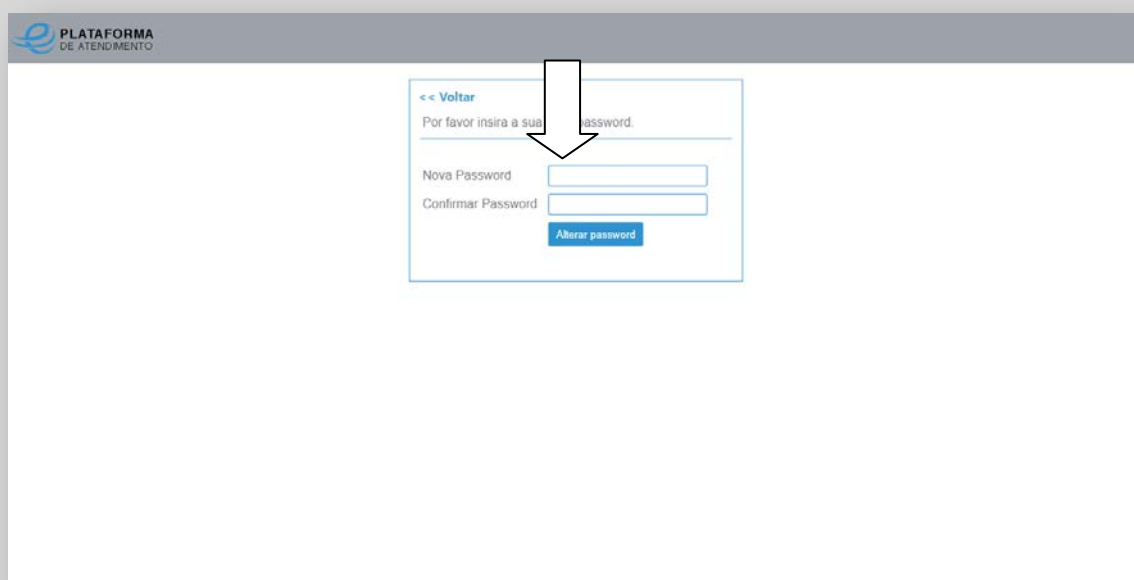 PLATAFORMA
DE ATENDIMENTO
<< Voltar
Por favor insira a sua password.
Nova Password
Confirmar Password
Alterar password